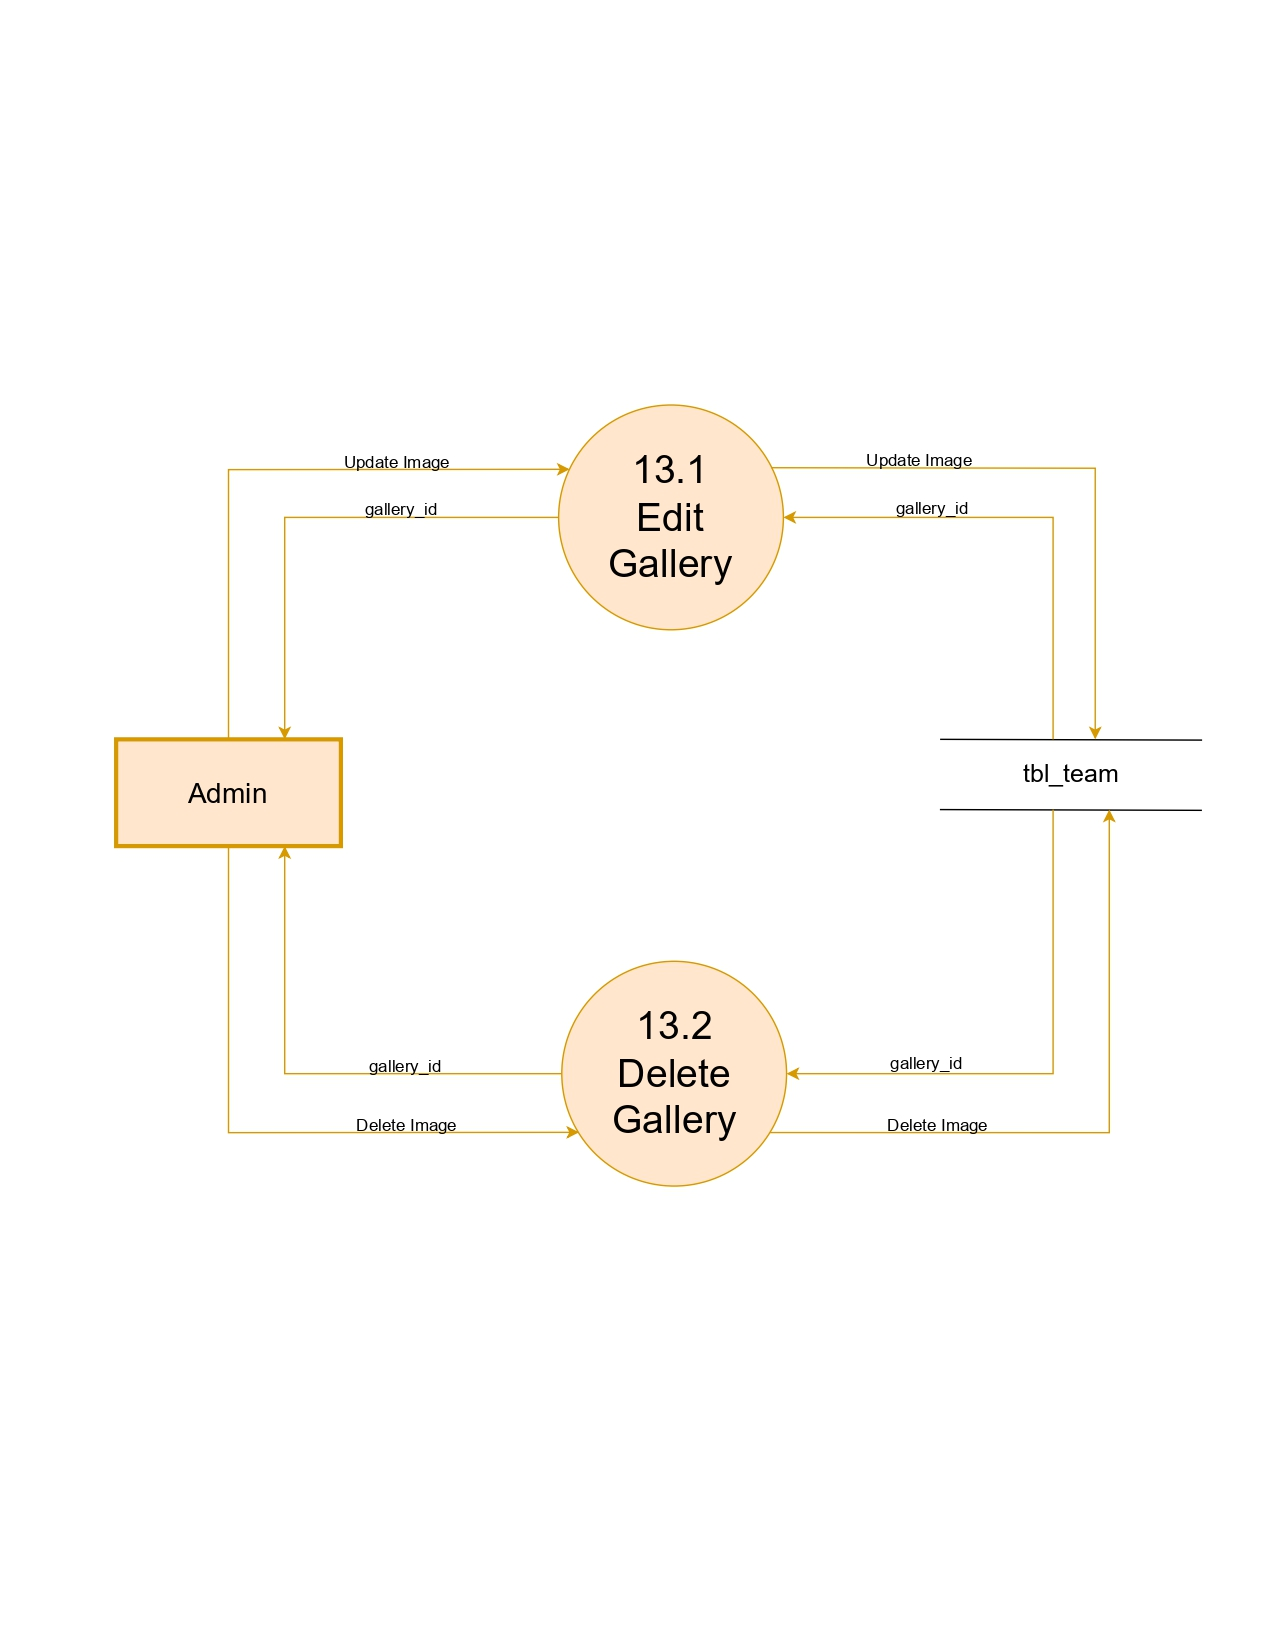 Update Image
Update Image
13.1
Edit
Gallery
gallery_id
gallery_id
Admin
tbl_team
13.2
Delete
Gallery
gallery_id
gallery_id
Delete Image
Delete Image